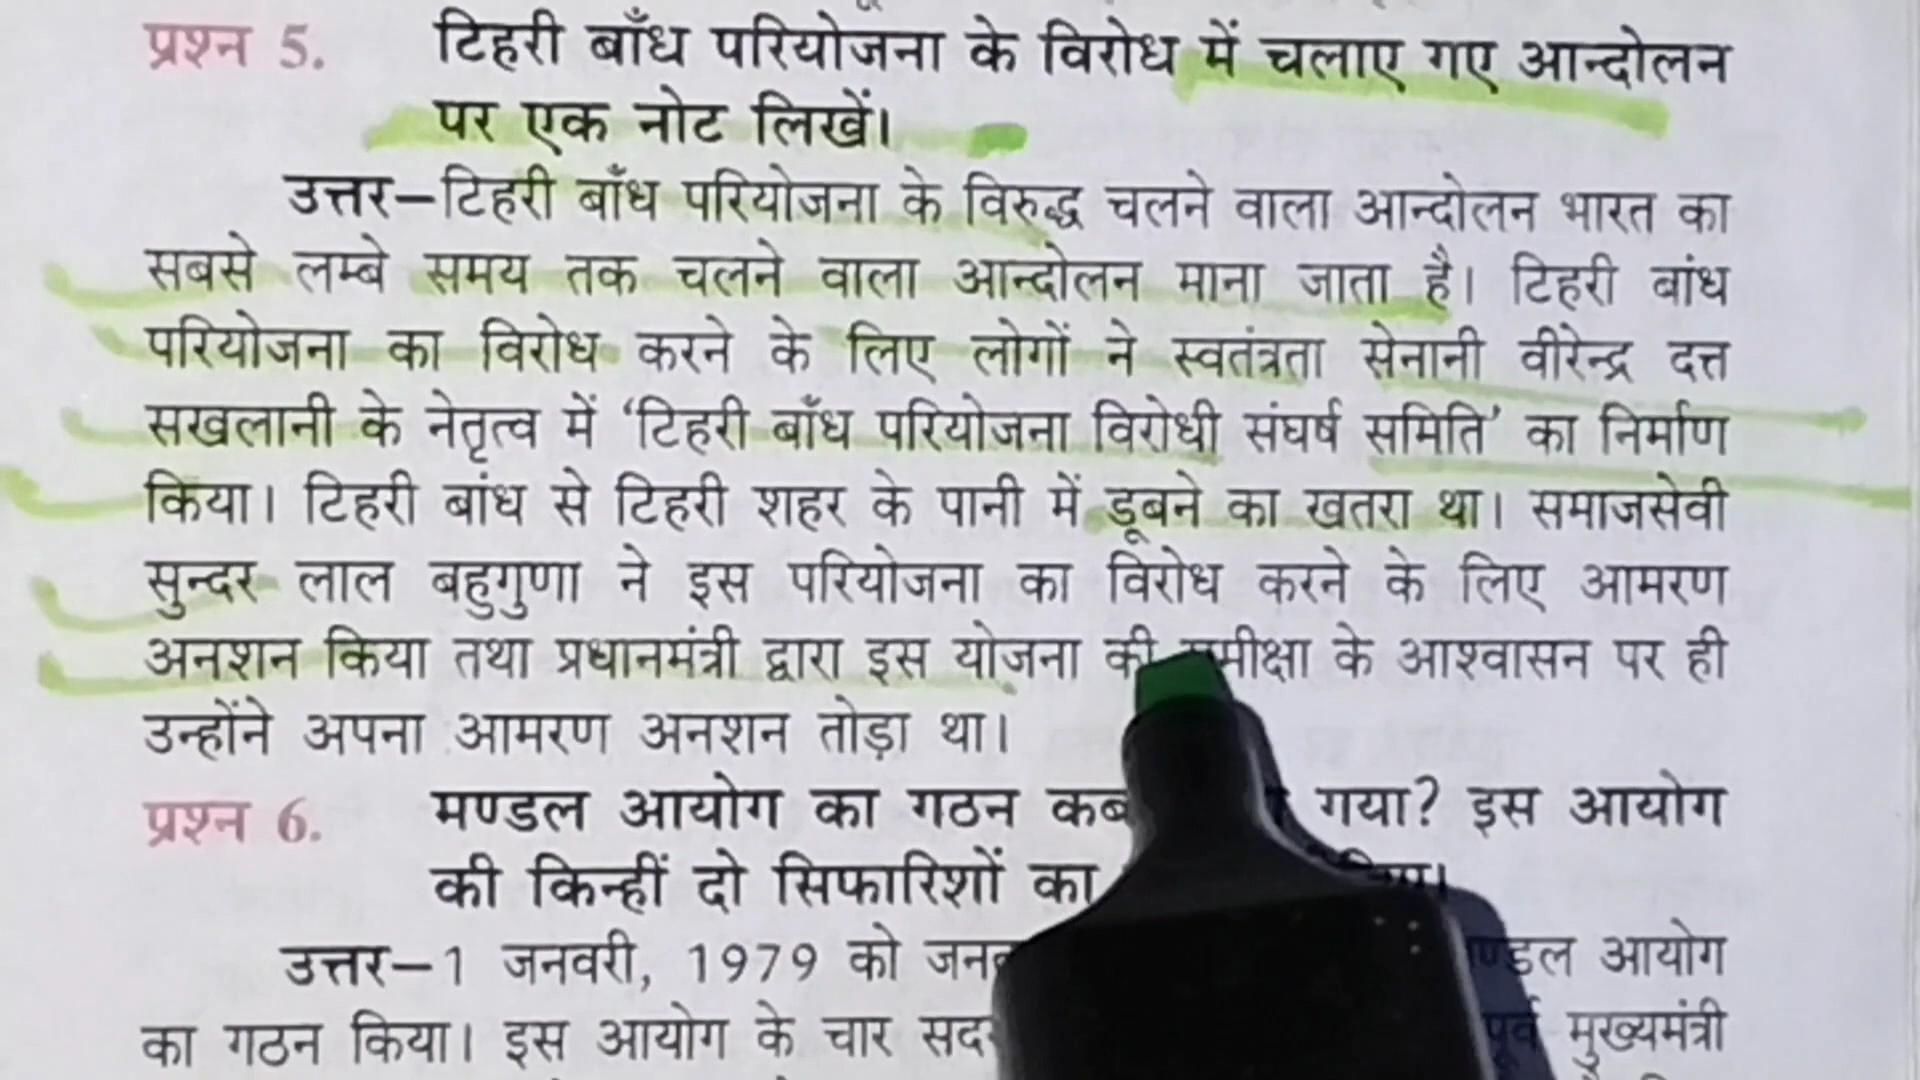 प्रश्न 5. टिहरी बाँध परियोजना के विरोध में चलाए गए आन्दोलन
पर एक नोट लिखें।
उत्तर–टिहरी बाँध परियोजना के विरुद्ध चलने वाला आन्दोलन भारत का
सबसे लम्बे समय तक चलने वाला आन्दोलन माना जाता है। टिहरी बांध
परियोजना का विरोध करने के लिए लोगों ने स्वतंत्रता सेनानी वीरेन्द्र दत्त
सखलानी के नेतृत्व में ‘टिहरी बाँध परियोजना विरोधी संघर्ष समिति’ का निर्माण
किया। टिहरी बांध से टिहरी शहर के पानी में डूबने का खतरा था। समाजसेवी
सुन्दर लाल बहुगुणा ने इस परियोजना का विरोध करने के लिए आमरण
अनशन किया तथा प्रधानमंत्री द्वारा इस योजना की समीक्षा के आश्वासन पर ही
उन्होंने अपना आमरण अनशन तोड़ा था।
प्रश्न 6. मण्डल आयोग का गठन कब गया? इस आयोग
की किन्हीं दो सिफारिशों का
उत्तर–1 जनवरी, 1979 को मण्डल आयोग
का गठन किया। इस आयोग के चार पूर्व मुख्यमंत्री